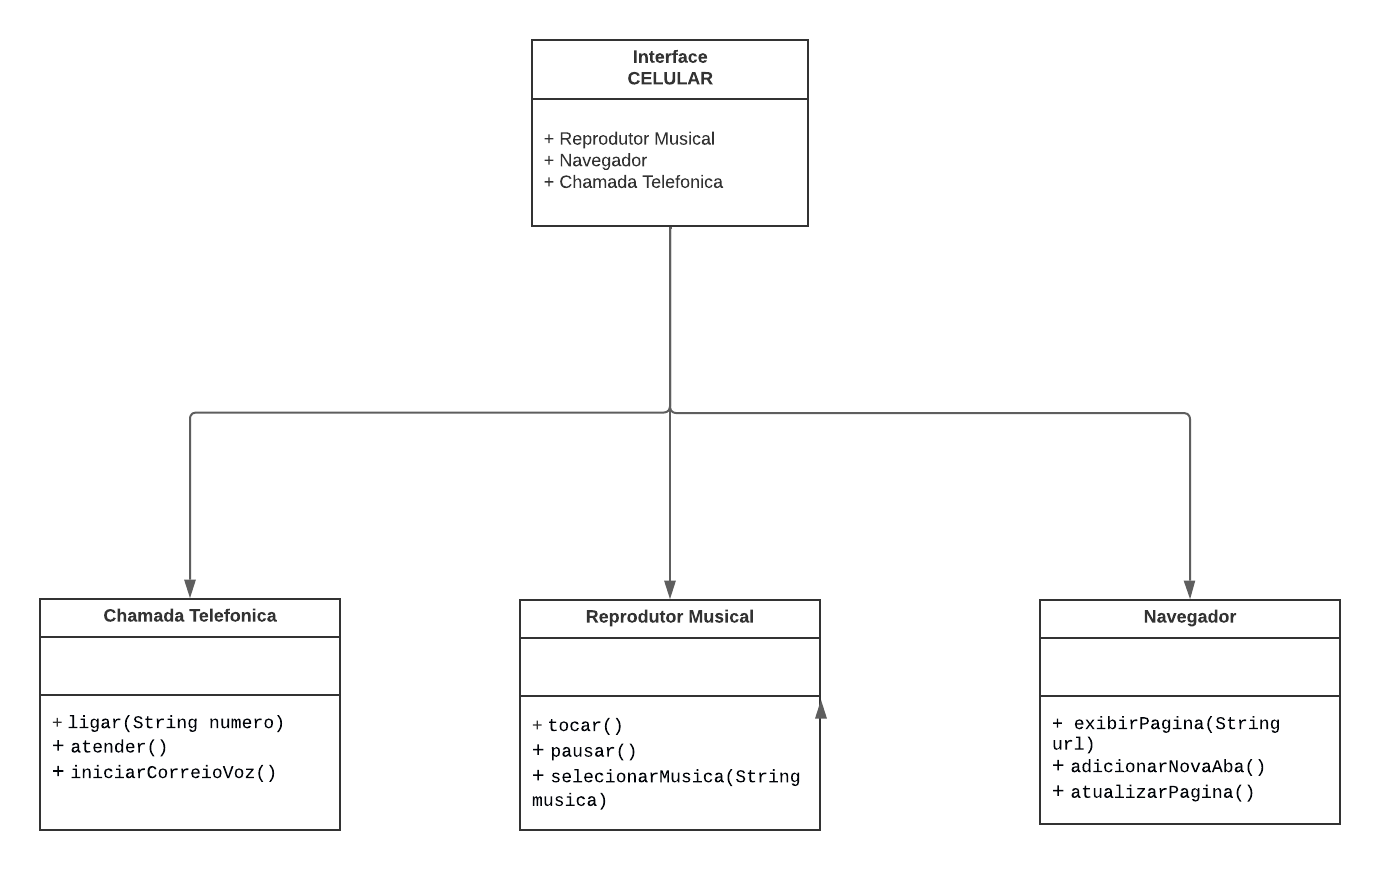 Interface
CELULAR
+ Reprodutor Musical
+ Navegador
+ Chamada Telefonica
Chamada Telefonica
+ ligar(String numero)
+ atender()
+ iniciarCorreioVoz()
Reprodutor Musical
+ tocar()
+ pausar()
+ selecionarMusica(String
musica)
Navegador
+ exibirPagina(String
url)
+ adicionarNovaAba()
+ atualizarPagina()